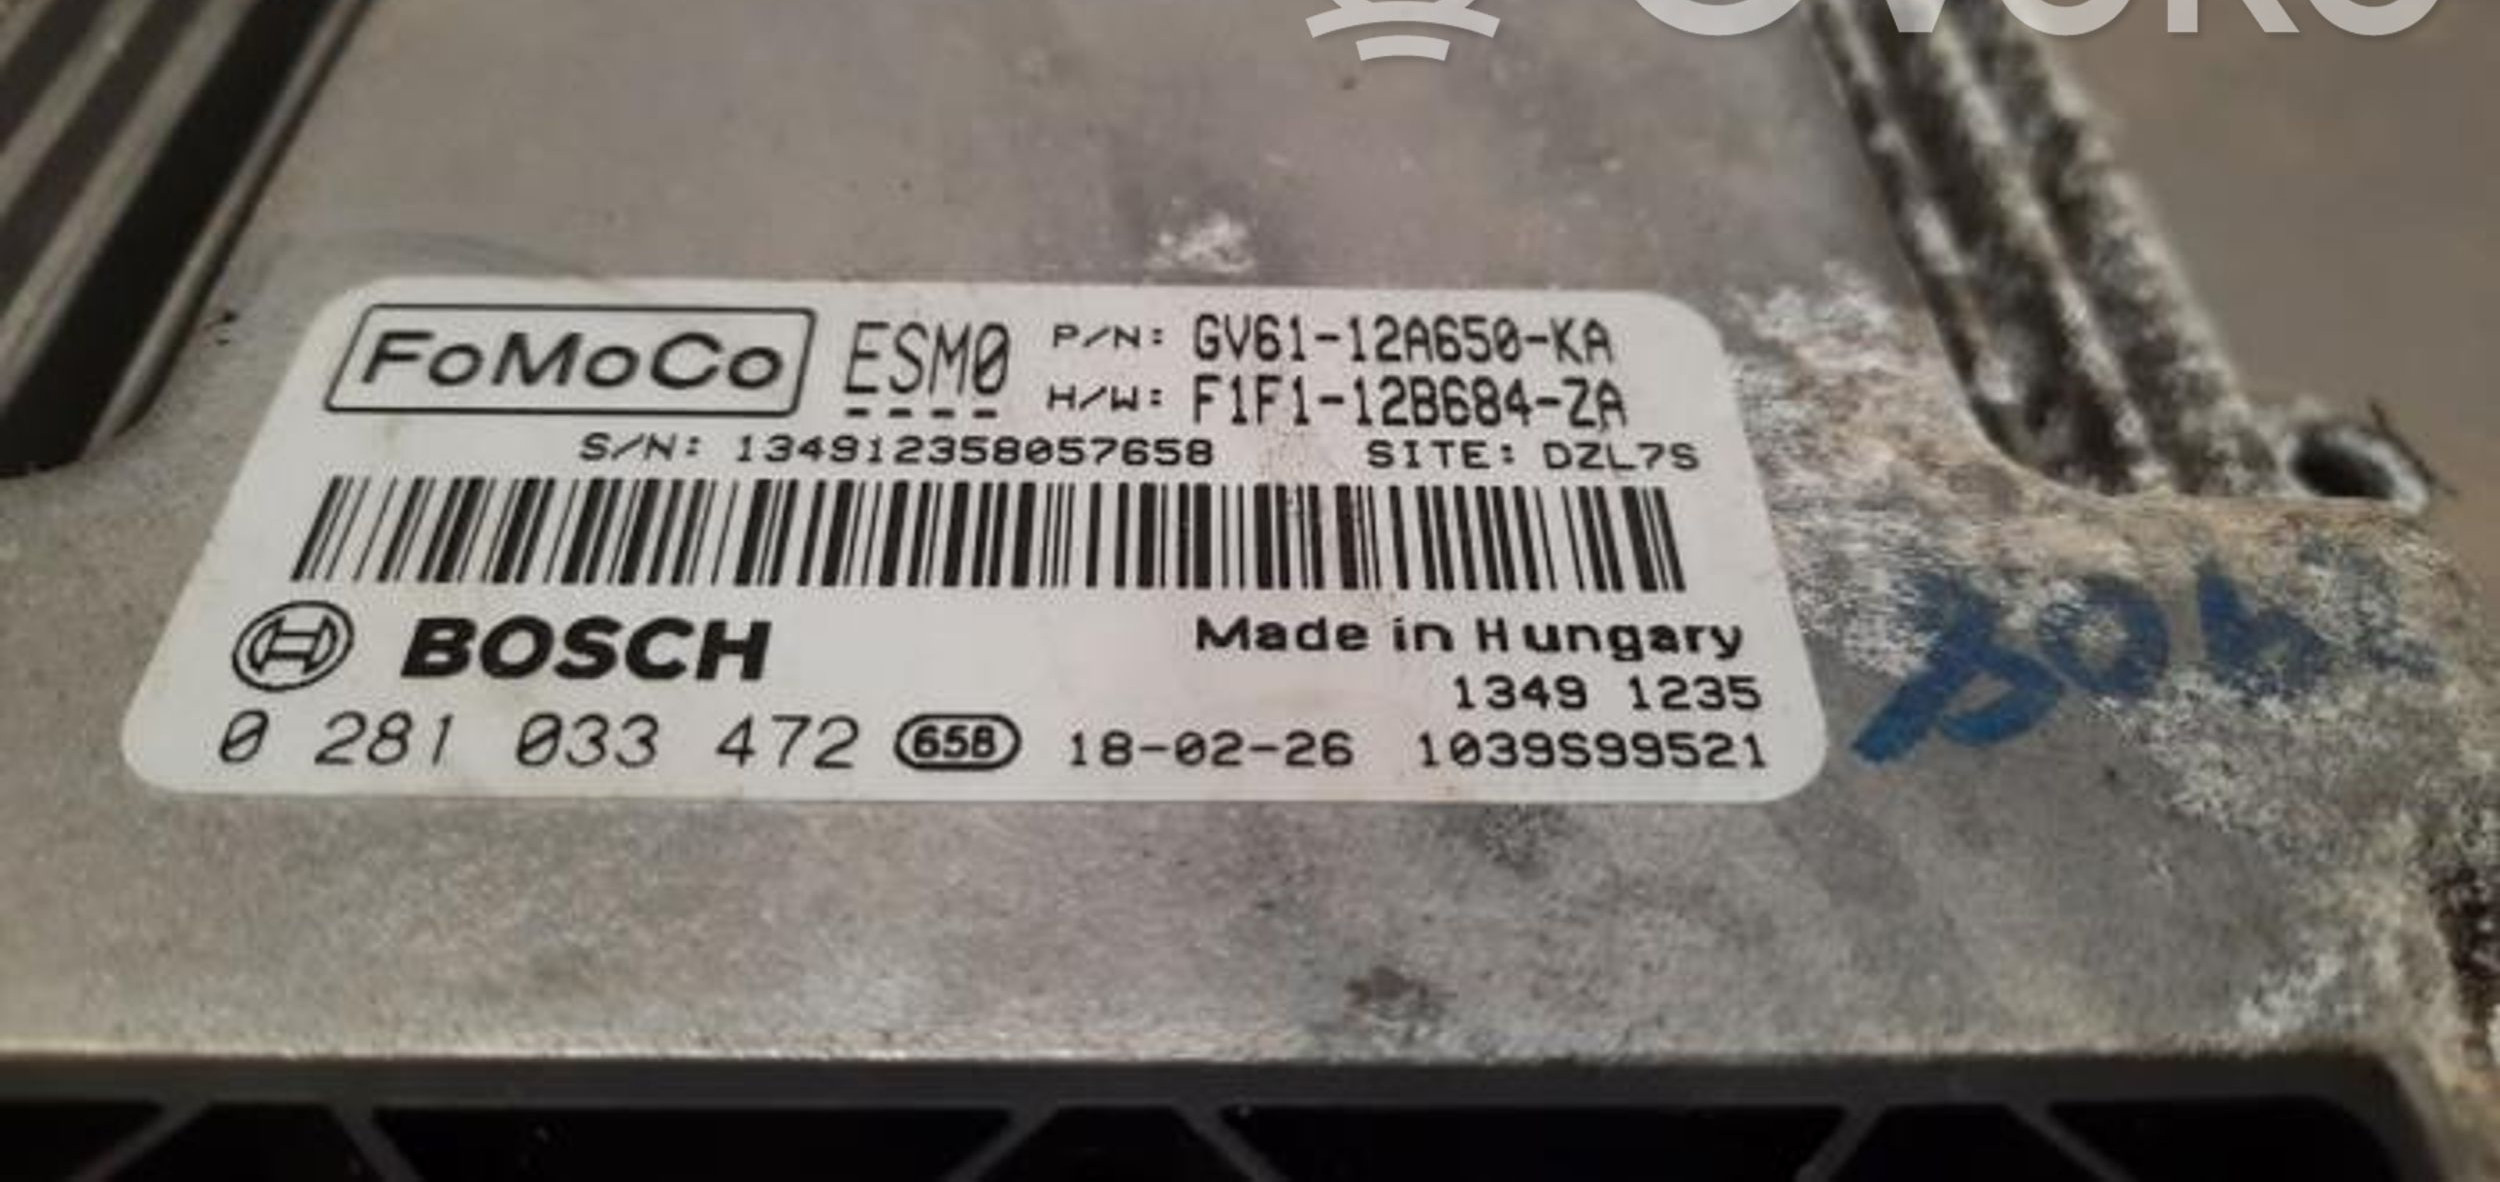 FoMoCo ESM0 P/N: GV61-12A650-KA
H/W: F1F1-12B684-ZA
S/N: 134912358057658 SITE: DZL7S
BOSCH Made in Hungary
1349 1235
0 281 033 472 658 18-02-26 1039S99521